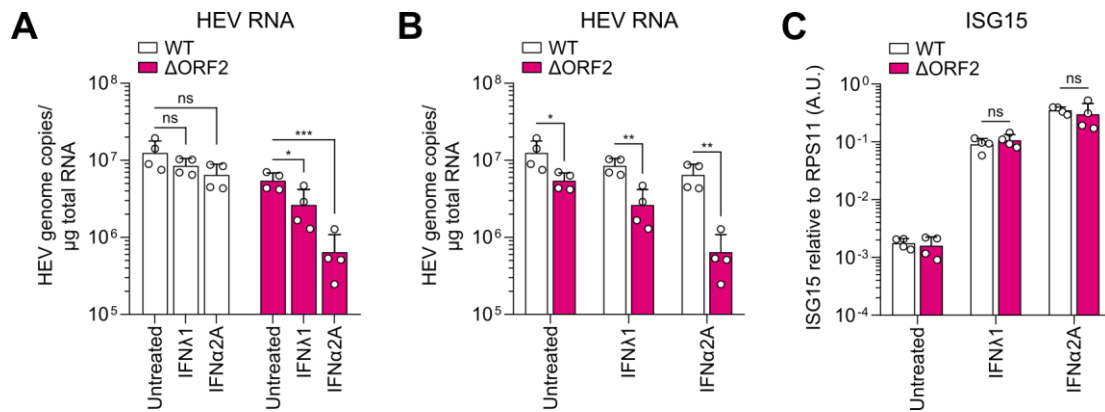 A
HEV RNA
WT
ΔORF2
HEV genome copies/
µg total RNA
10⁸
10⁷
10⁶
10⁵
ns
ns
***
*
Untreated
IFNλ1
IFNα2A
Untreated
IFNλ1
IFNα2A
B
HEV RNA
WT
ΔORF2
HEV genome copies/
µg total RNA
10⁸
10⁷
10⁶
10⁵
*
**
**
Untreated
IFNλ1
IFNα2A
C
ISG15
WT
ΔORF2
ISG15 relative to RPS11 (A.U.)
10⁰
10⁻¹
10⁻²
10⁻³
10⁻⁴
ns
ns
Untreated
IFNλ1
IFNα2A